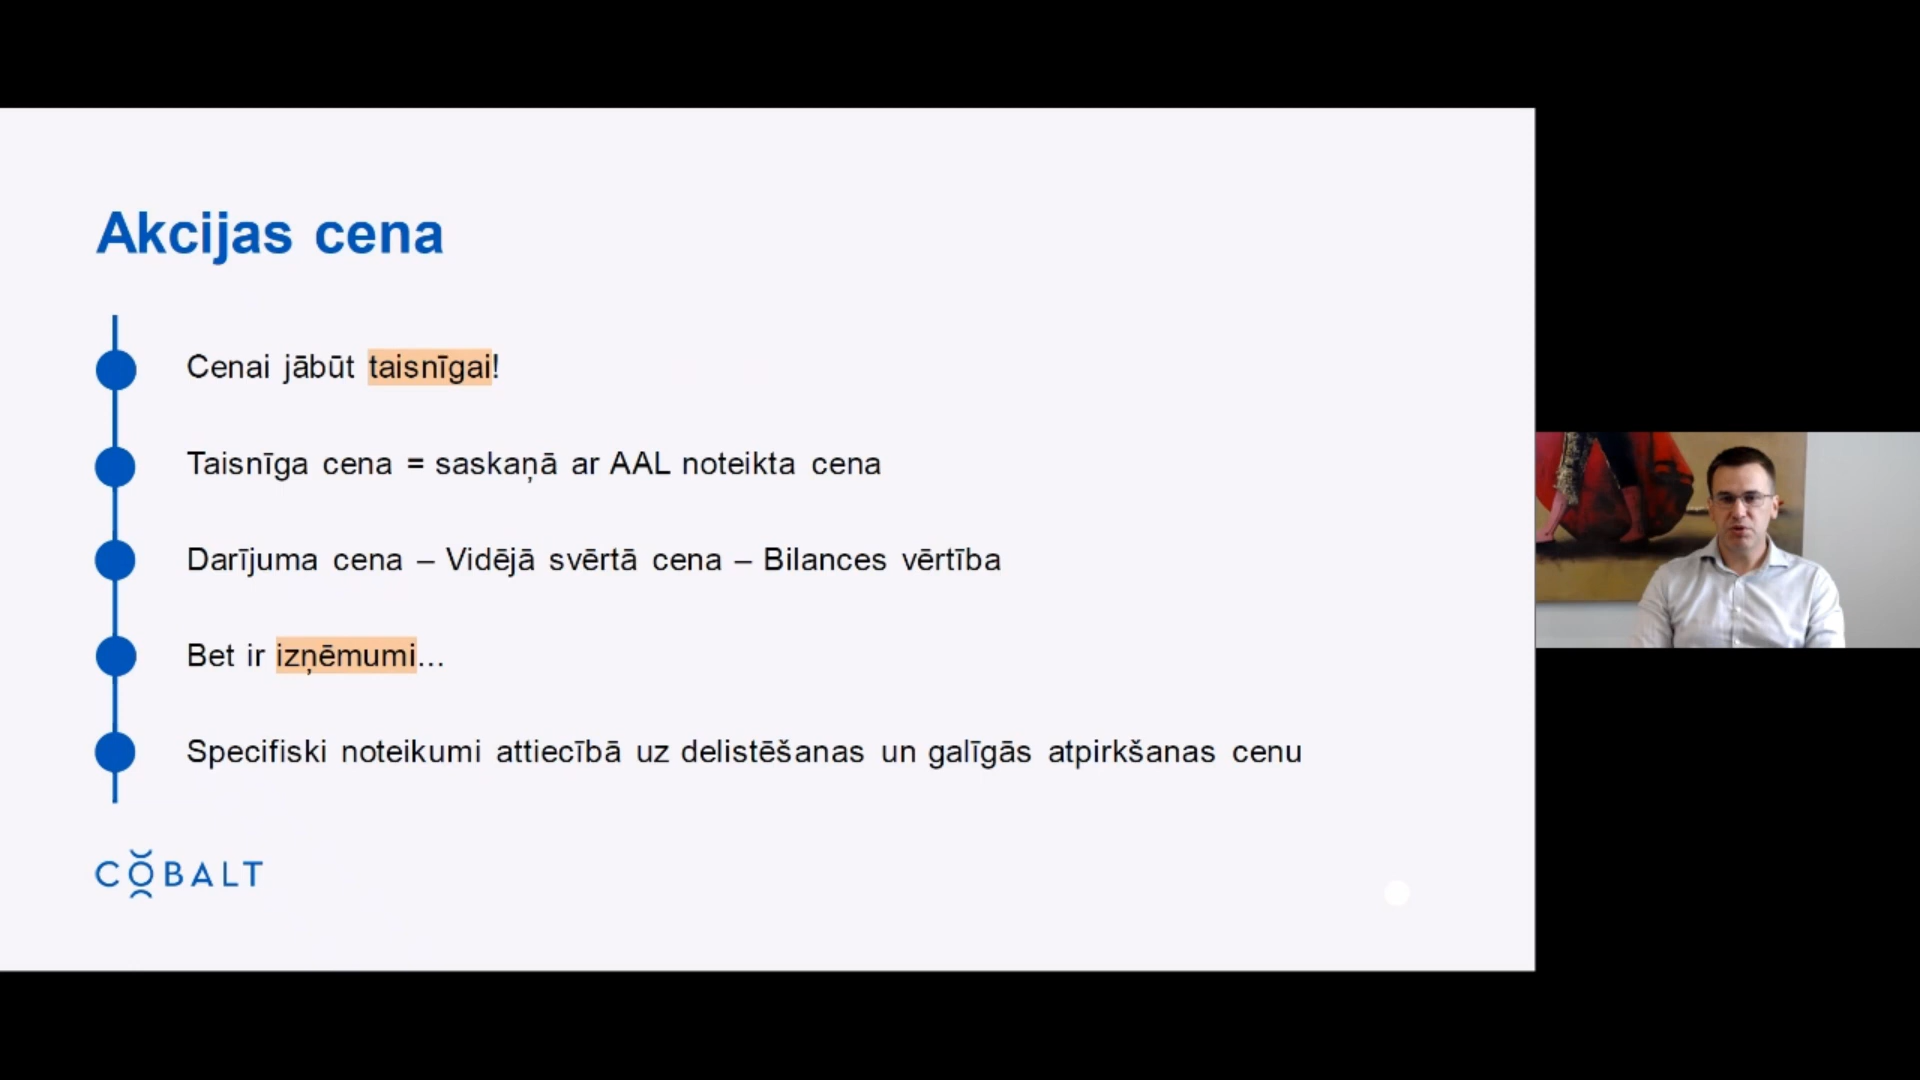 Akcijas cena
Cenai jābūt taisnīgai!
Taisnīga cena = saskaņā ar AAL noteikta cena
Darījuma cena – Vidējā svērtā cena – Bilances vērtība
Bet ir izņēmumi...
Specifiski noteikumi attiecībā uz delistēšanas un galīgās atpirkšanas cenu
COBALT